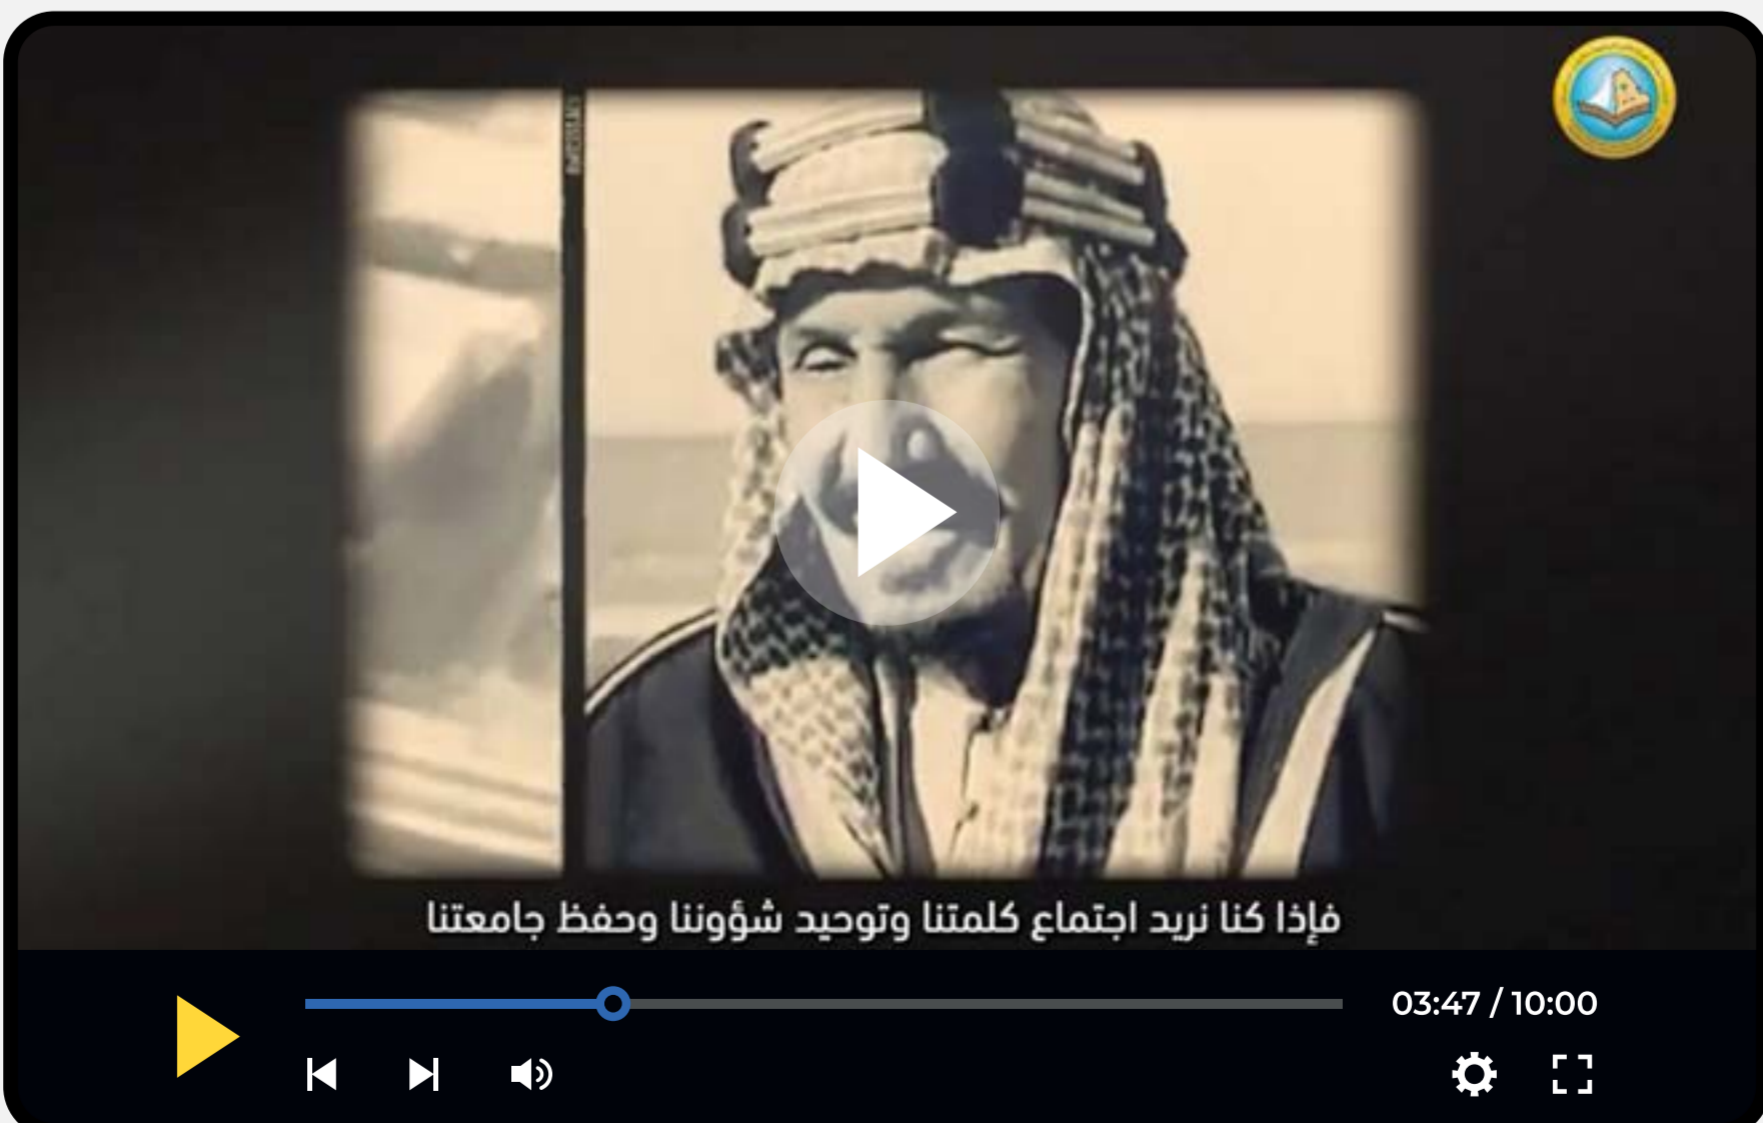 فإذا كنا نريد اجتماع كلمتنا وتوحيد شؤوننا وحفظ جامعتنا
03:47 / 10:00